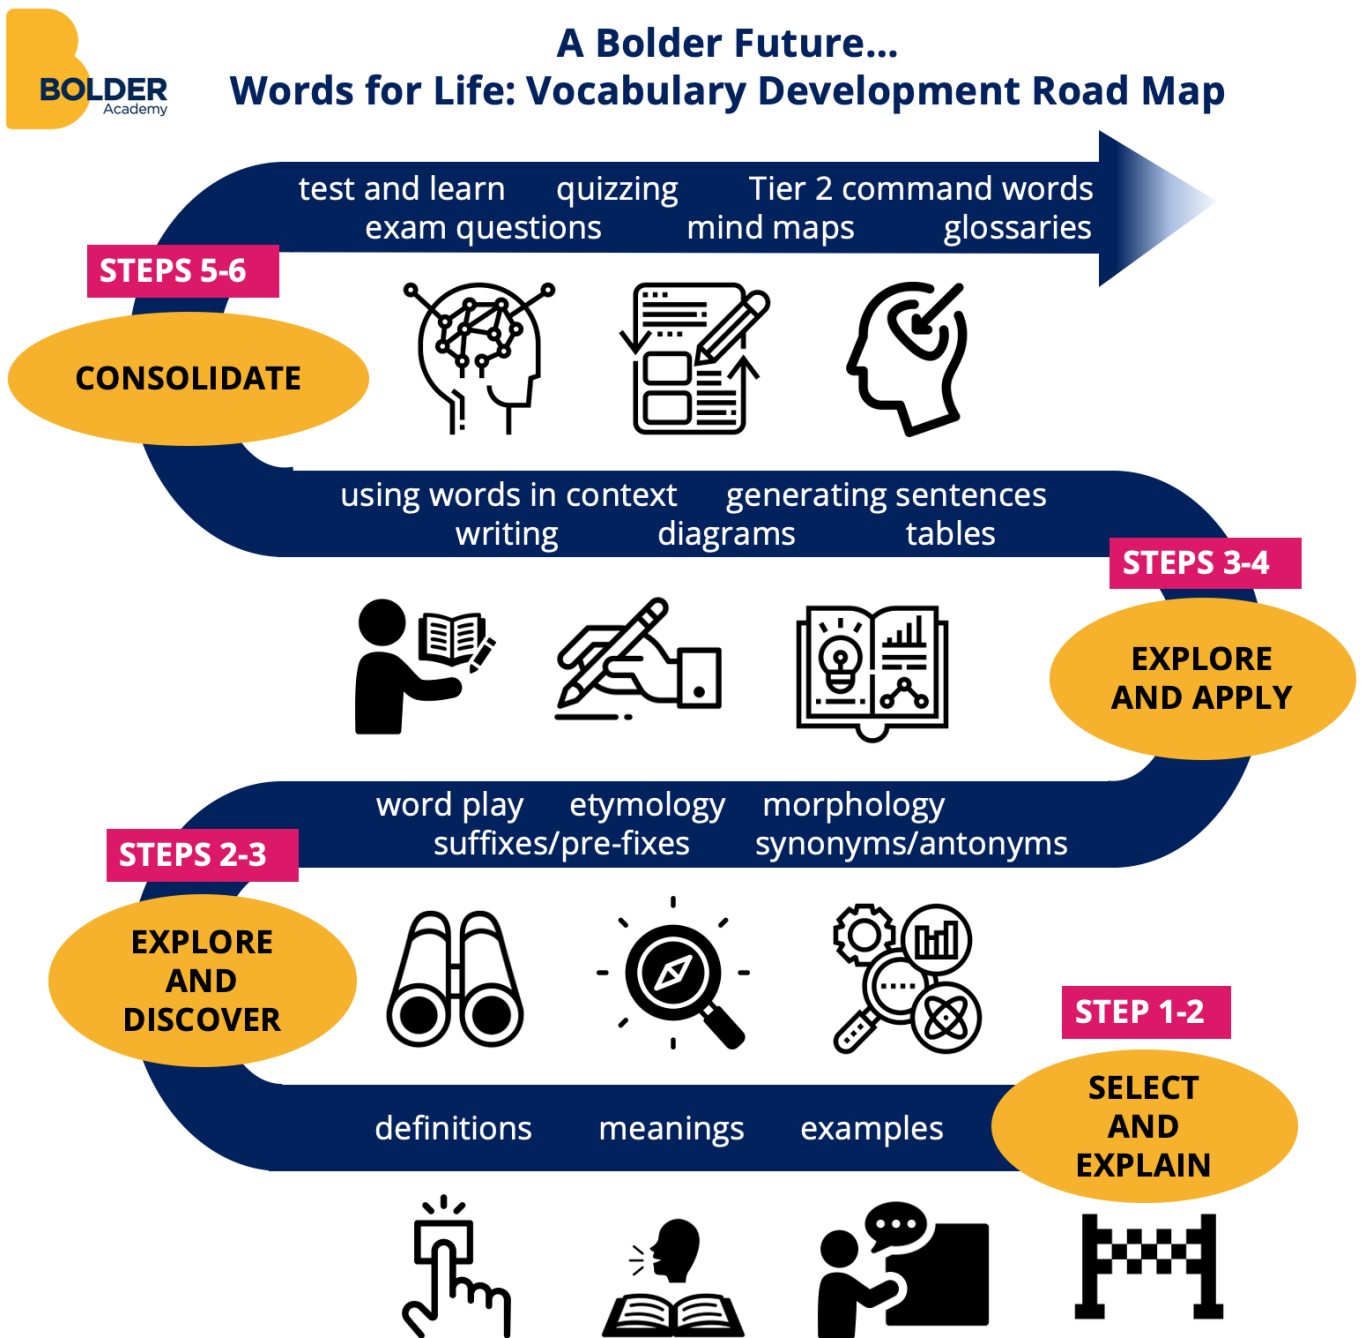 BOLDER
Academy
A Bolder Future...
Words for Life: Vocabulary Development Road Map
test and learn quizzing Tier 2 command words
exam questions mind maps glossaries
STEPS 5-6
CONSOLIDATE
using words in context generating sentences
writing diagrams tables
STEPS 3-4
EXPLORE
AND APPLY
word play etymology morphology
suffixes/pre-fixes synonyms/antonyms
STEPS 2-3
EXPLORE
AND
DISCOVER
STEP 1-2
SELECT
AND
EXPLAIN
definitions meanings examples